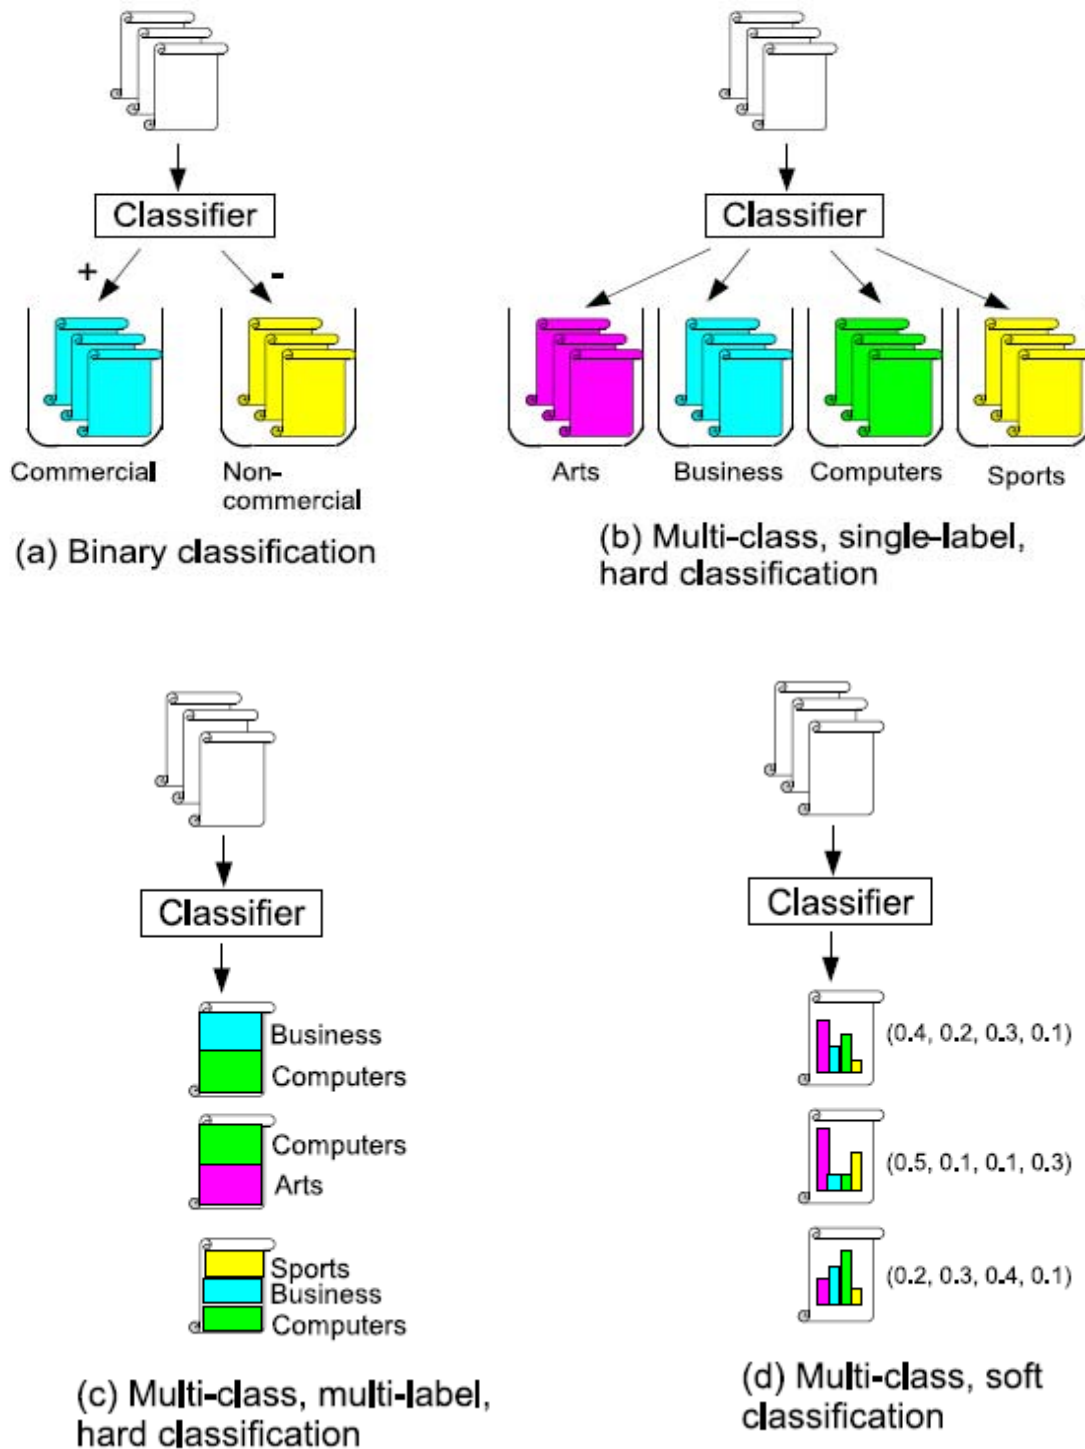 Classifier
+ -
Commercial
Non-
commercial
(a) Binary classification
Classifier
Arts Business Computers Sports
(b) Multi-class, single-label,
hard classification
Classifier
Business
Computers
Computers
Arts
Sports
Business
Computers
(c) Multi-class, multi-label,
hard classification
Classifier
(0.4, 0.2, 0.3, 0.1)
(0.5, 0.1, 0.1, 0.3)
(0.2, 0.3, 0.4, 0.1)
(d) Multi-class, soft
classification